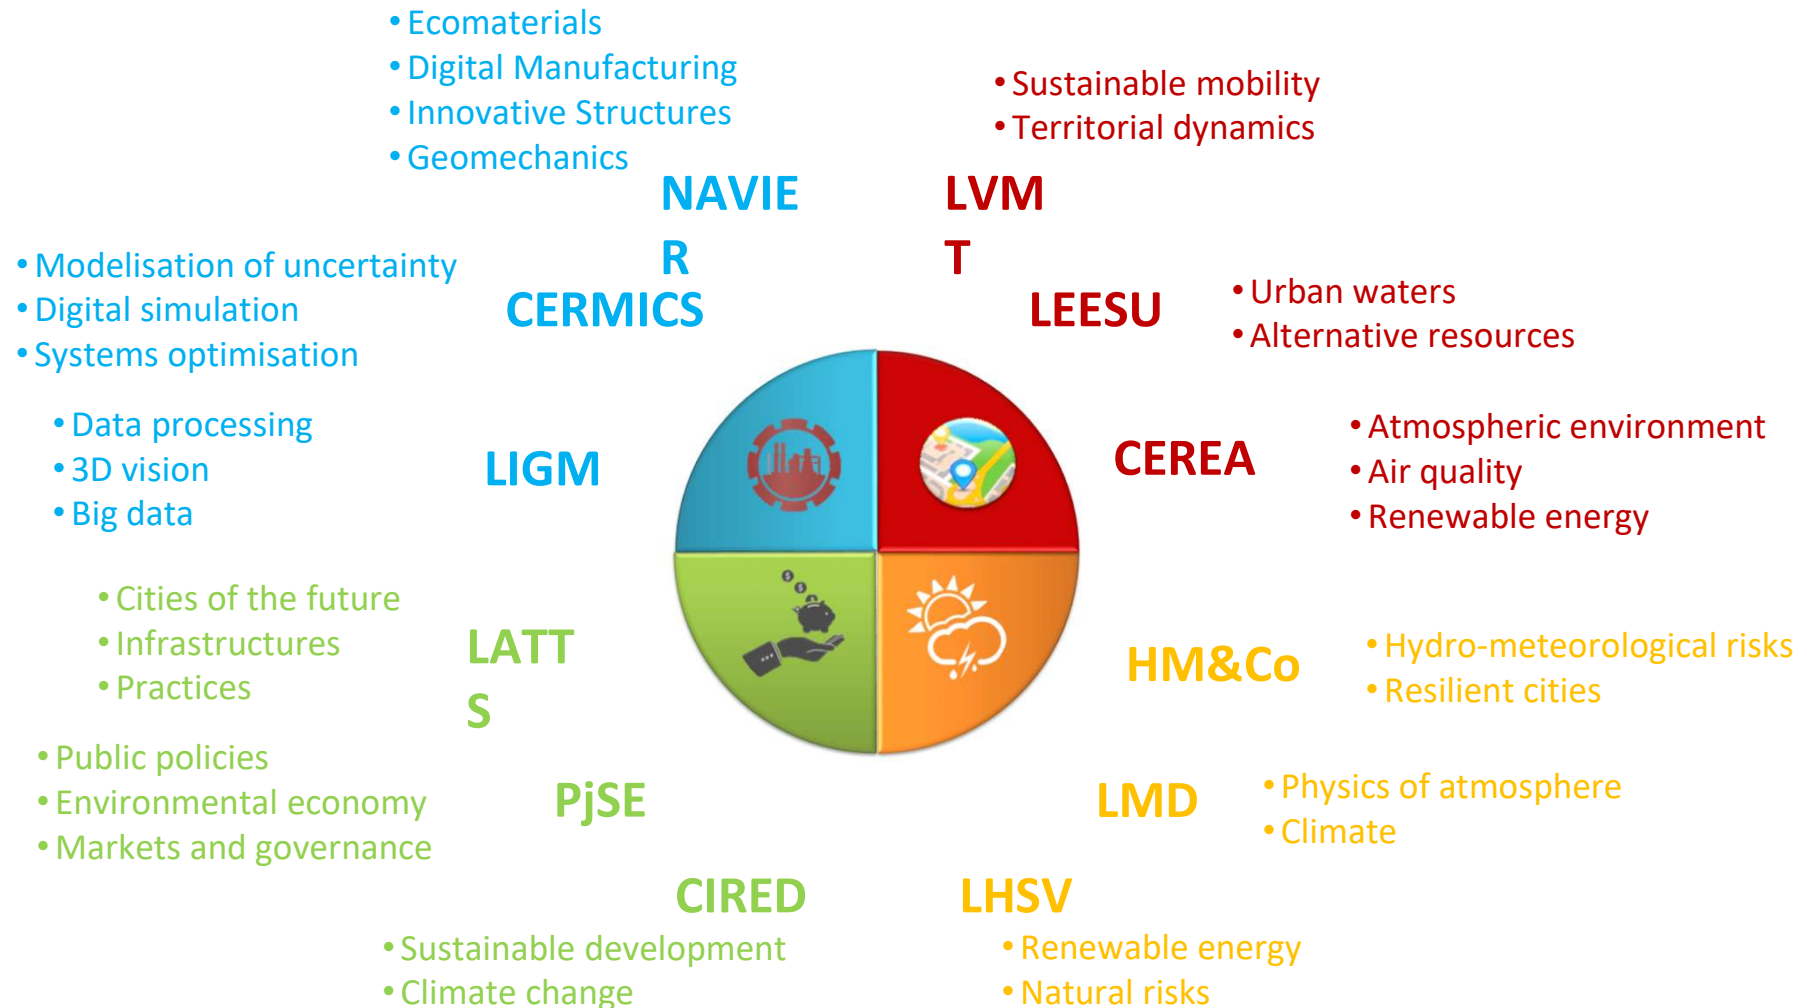 • Ecomaterials
• Digital Manufacturing
• Innovative Structures
• Geomechanics
NAVIE
R
• Sustainable mobility
• Territorial dynamics
LVM
T
• Modelisation of uncertainty
• Digital simulation
• Systems optimisation
CERMICS
LEESU
• Urban waters
• Alternative resources
• Data processing
• 3D vision
• Big data
LIGM
CEREA
• Atmospheric environment
• Air quality
• Renewable energy
• Cities of the future
• Infrastructures
• Practices
LATT
S
HM&Co
• Hydro-meteorological risks
• Resilient cities
• Public policies
• Environmental economy
• Markets and governance
PjSE
LMD
• Physics of atmosphere
• Climate
CIRED
• Sustainable development
• Climate change
LHSV
• Renewable energy
• Natural risks